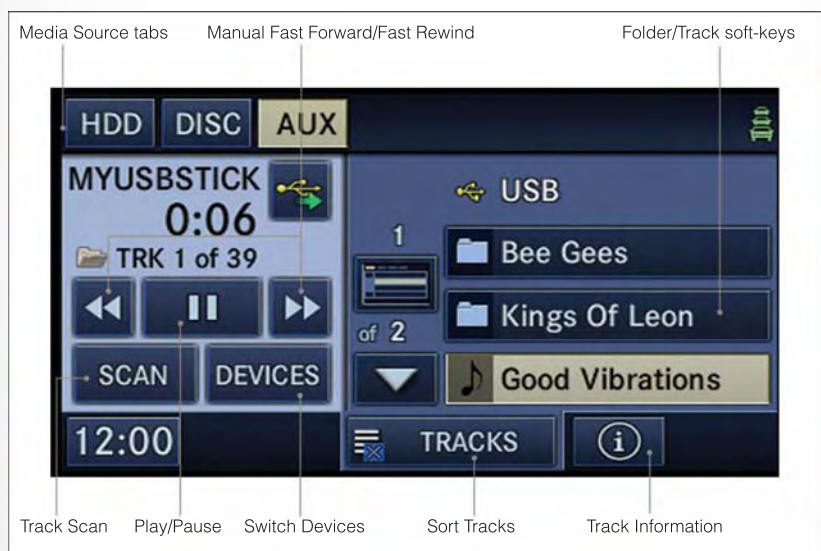 Media Source tabs
Manual Fast Forward/Fast Rewind
Folder/Track soft-keys
HDD
DISC
AUX
MYUSBSTICK
0:06
TRK 1 of 39
SCAN
DEVICES
12:00
USB
1
of 2
Bee Gees
Kings Of Leon
Good Vibrations
TRACKS
i
Track Scan
Play/Pause
Switch Devices
Sort Tracks
Track Information